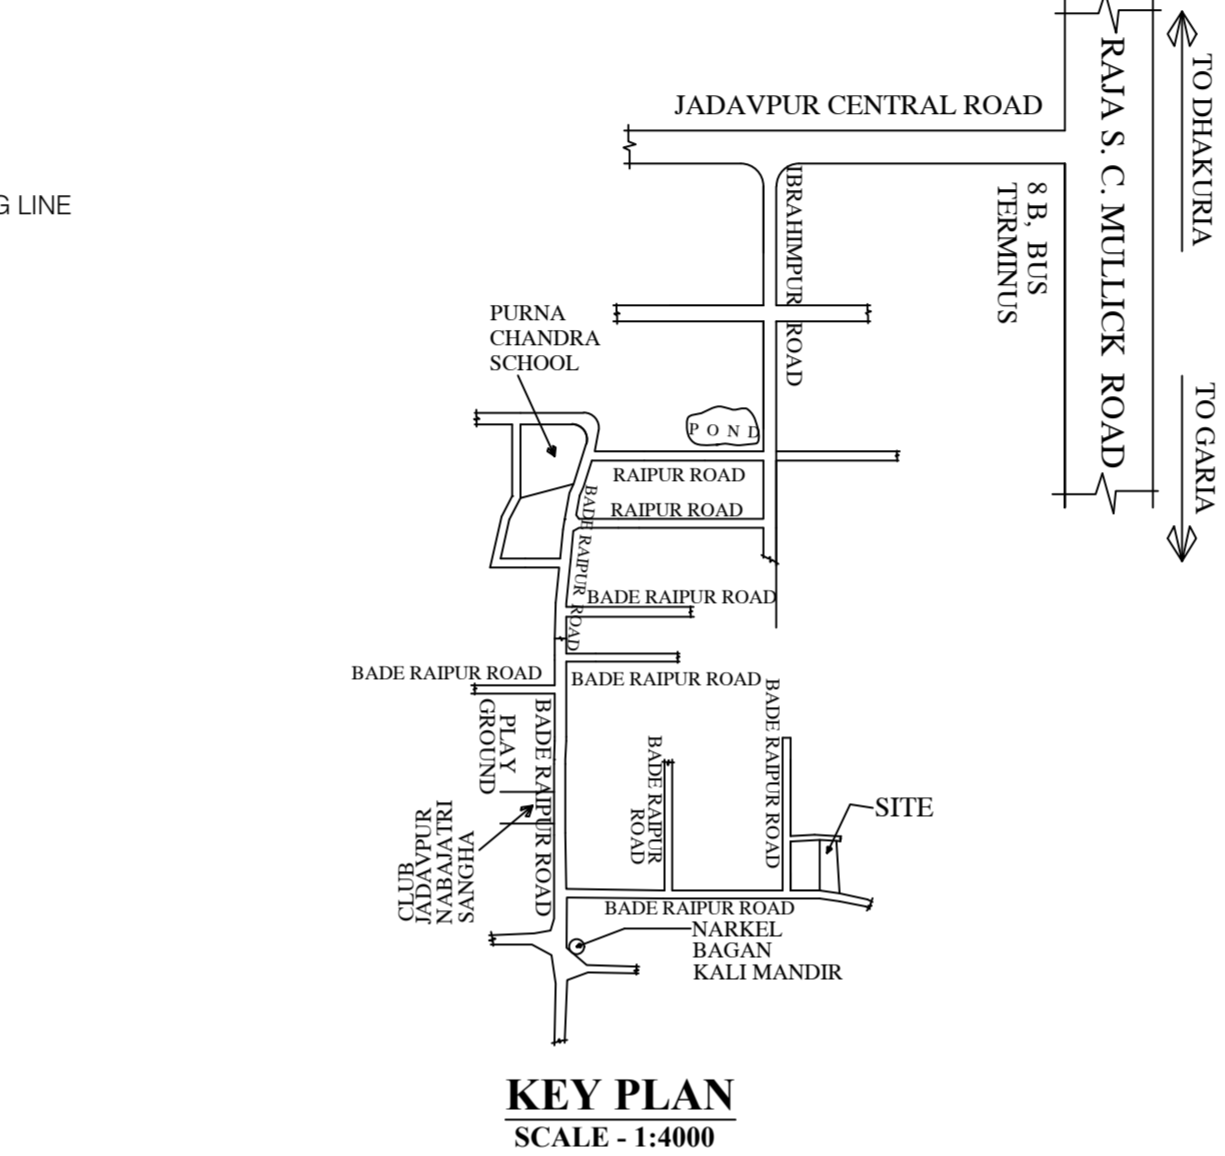 G LINE
JADAVPUR CENTRAL ROAD
RAJA S. C. MULLICK ROAD
TO DHAKURIA
TO GARIA
8 B, BUS
TERMINUS
IBRAHIMPUR ROAD
PURNA
CHANDRA
SCHOOL
POND
RAIPUR ROAD
RAIPUR ROAD
BADE RAIPUR ROAD
BADE RAIPUR ROAD
BADE RAIPUR ROAD
BADE RAIPUR ROAD
PLAY
GROUND
BADE RAIPUR ROAD
BADE RAIPUR
ROAD
BADE RAIPUR ROAD
SITE
CLUB
JADAVPUR
NABAJATRI
SANGHA
BADE RAIPUR ROAD
NARKEL
BAGAN
KALI MANDIR
KEY PLAN
SCALE - 1:4000